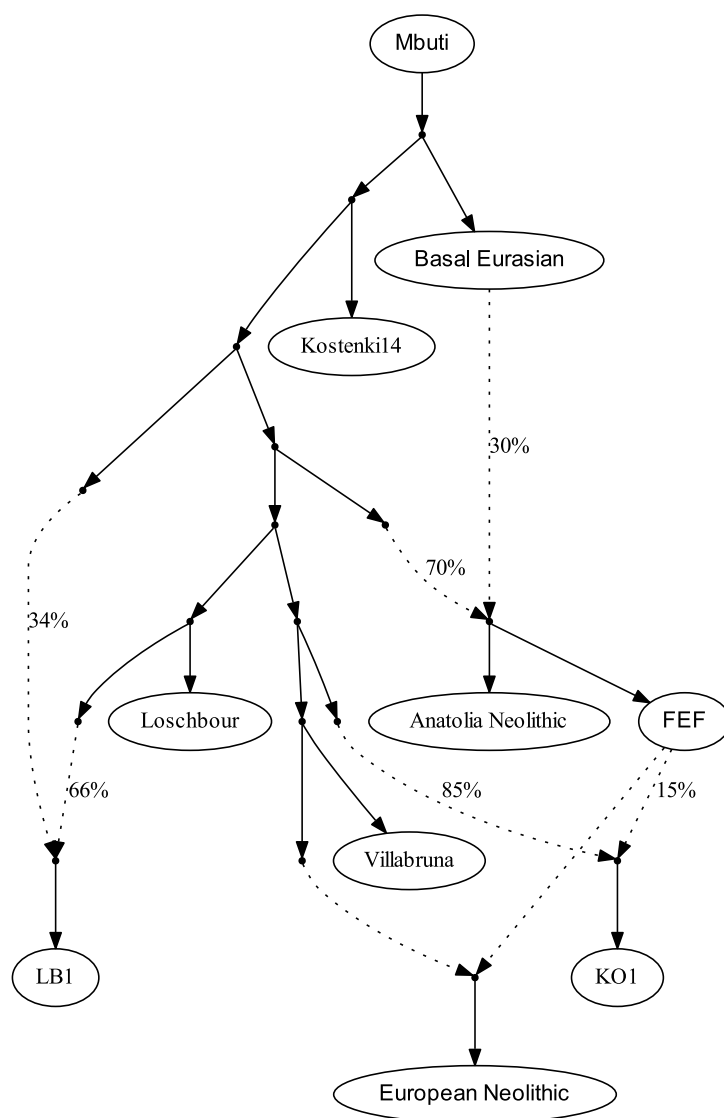 Mbuti
Basal Eurasian
Kostenki14
30%
70%
34%
Loschbour
Anatolia Neolithic
FEF
66%
85%
15%
Villabruna
LB1
KO1
European Neolithic